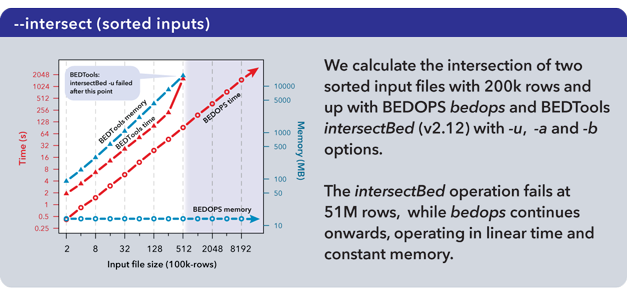 --intersect (sorted inputs)
We calculate the intersection of two
sorted input files with 200k rows and
up with BEDOPS bedops and BEDTools
intersectBed (v2.12) with -u, -a and -b
options.
The intersectBed operation fails at
51M rows, while bedops continues
onwards, operating in linear time and
constant memory.
BEDTools:
intersectBed -u failed
after this point
BEDTools memory
BEDTools time
BEDOPS time
BEDOPS memory
Time (s)
2048
1024
512
256
128
64
32
16
8
4
2
1
0.5
0.25
Memory (MB)
10000
5000
1000
500
100
50
10
2 8 32 128 512 2048 8192
Input file size (100k-rows)